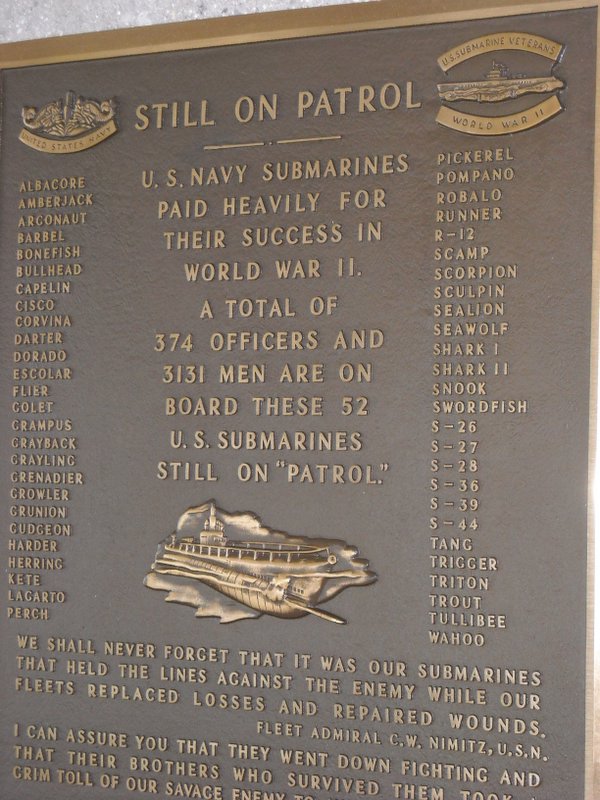 UNITED STATES NAVY
STILL ON PATROL
U.S. SUBMARINE VETERANS
WORLD WAR II
ALBACORE
AMBERJACK
ARGONAUT
BARBEL
BONEFISH
BULLHEAD
CAPELIN
CISCO
CORVINA
DARTER
DORADO
ESCOLAR
FLIER
GOLET
GRAMPUS
GRAYBACK
GRAYLING
GRENADIER
GROWLER
GRUNION
GUDGEON
HARDER
HERRING
KETE
LAGARTO
PERCH
U. S. NAVY SUBMARINES
PAID HEAVILY FOR
THEIR SUCCESS IN
WORLD WAR II.
A TOTAL OF
374 OFFICERS AND
3131 MEN ARE ON
BOARD THESE 52
U. S. SUBMARINES
STILL ON "PATROL."
PICKEREL
POMPANO
ROBALO
RUNNER
R-12
SCAMP
SCORPION
SCULPIN
SEALION
SEAWOLF
SHARK I
SHARK II
SNOOK
SWORDFISH
S-26
S-27
S-28
S-36
S-39
S-44
TANG
TRIGGER
TRITON
TROUT
TULLIBEE
WAHOO
WE SHALL NEVER FORGET THAT IT WAS OUR SUBMARINES
THAT HELD THE LINES AGAINST THE ENEMY WHILE OUR
FLEETS REPLACED LOSSES AND REPAIRED WOUNDS.
FLEET ADMIRAL C.W. NIMITZ, U.S.N.
I CAN ASSURE YOU THAT THEY WENT DOWN FIGHTING AND
THAT THEIR BROTHERS WHO SURVIVED THEM TOOK
GRIM TOLL OF OUR SAVAGE ENEMY